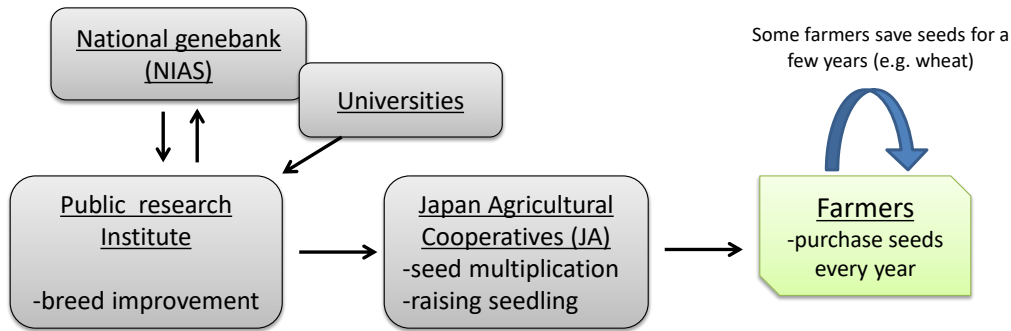 National genebank
(NIAS)
Universities
Some farmers save seeds for a
few years (e.g. wheat)
Public research
Institute
-breed improvement
Japan Agricultural
Cooperatives (JA)
-seed multiplication
-raising seedling
Farmers
-purchase seeds
every year